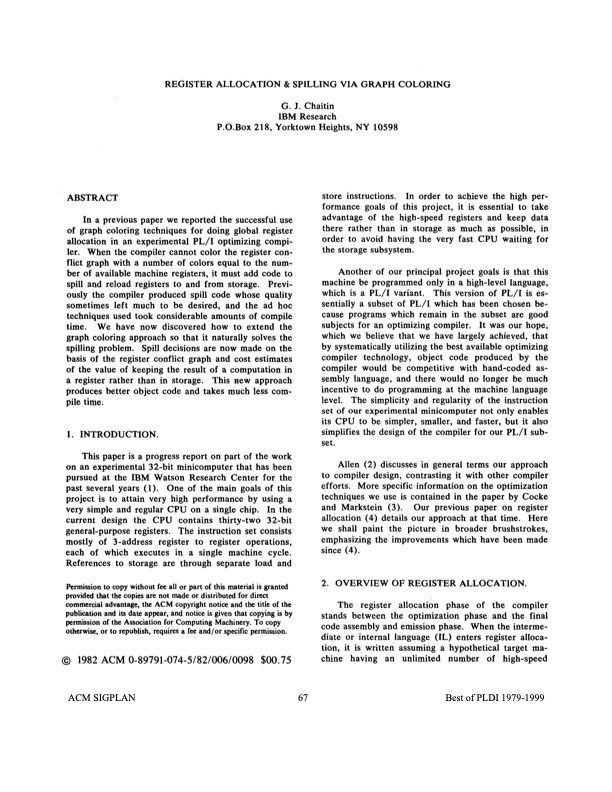 REGISTER ALLOCATION & SPILLING VIA GRAPH COLORING
G. J. Chaitin
IBM Research
P.O.Box 218, Yorktown Heights, NY 10598
ABSTRACT
In a previous paper we reported the successful use
of graph coloring techniques for doing global register
allocation in an experimental PL/I optimizing compi-
ler. When the compiler cannot color the register con-
flict graph with a number of colors equal to the num-
ber of available machine registers, it must add code to
spill and reload registers to and from storage. Previ-
ously the compiler produced spill code whose quality
sometimes left much to be desired, and the ad hoc
techniques used took considerable amounts of compile
time. We have now discovered how to extend the
graph coloring approach so that it naturally solves the
spilling problem. Spill decisions are now made on the
basis of the register conflict graph and cost estimates
of the value of keeping the result of a computation in
a register rather than in storage. This new approach
produces better object code and takes much less com-
pile time.
1. INTRODUCTION.
This paper is a progress report on part of the work
on an experimental 32-bit minicomputer that has been
pursued at the IBM Watson Research Center for the
past several years (1). One of the main goals of this
project is to attain very high performance by using a
very simple and regular CPU on a single chip. In the
current design the CPU contains thirty-two 32-bit
general-purpose registers. The instruction set consists
mostly of 3-address register to register operations,
each of which executes in a single machine cycle.
References to storage are through separate load and
Permission to copy without fee all or part of this material is granted
provided that the copies are not made or distributed for direct
commercial advantage, the ACM copyright notice and the title of the
publication and its date appear, and notice is given that copying is by
permission of the Association for Computing Machinery. To copy
otherwise, or to republish, requires a fee and/or specific permission.
© 1982 ACM 0-89791-074-5/82/006/0098 $00.75
store instructions. In order to achieve the high per-
formance goals of this project, it is essential to take
advantage of the high-speed registers and keep data
there rather than in storage as much as possible, in
order to avoid having the very fast CPU waiting for
the storage subsystem.
Another of our principal project goals is that this
machine be programmed only in a high-level language,
which is a PL/I variant. This version of PL/I is es-
sentially a subset of PL/I which has been chosen be-
cause programs which remain in the subset are good
subjects for an optimizing compiler. It was our hope,
which we believe that we have largely achieved, that
by systematically utilizing the best available optimizing
compiler technology, object code produced by the
compiler would be competitive with hand-coded as-
sembly language, and there would no longer be much
incentive to do programming at the machine language
level. The simplicity and regularity of the instruction
set of our experimental minicomputer not only enables
its CPU to be simpler, smaller, and faster, but it also
simplifies the design of the compiler for our PL/I sub-
set.
Allen (2) discusses in general terms our approach
to compiler design, contrasting it with other compiler
efforts. More specific information on the optimization
techniques we use is contained in the paper by Cocke
and Markstein (3). Our previous paper on register
allocation (4) details our approach at that time. Here
we shall paint the picture in broader brushstrokes,
emphasizing the improvements which have been made
since (4).
2. OVERVIEW OF REGISTER ALLOCATION.
The register allocation phase of the compiler
stands between the optimization phase and the final
code assembly and emission phase. When the interme-
diate or internal language (IL) enters register alloca-
tion, it is written assuming a hypothetical target ma-
chine having an unlimited number of high-speed
ACM SIGPLAN
67
Best of PLDI 1979-1999